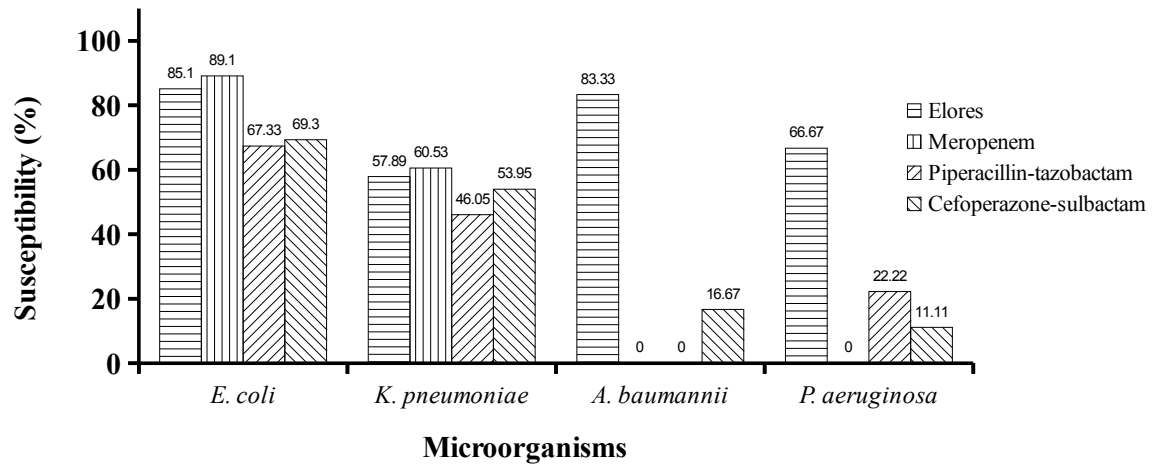 Susceptibility (%)
100
80
60
40
20
0
85.1
89.1
67.33
69.3
57.89
60.53
46.05
53.95
83.33
0
0
16.67
66.67
0
22.22
11.11
Elores
Meropenem
Piperacillin-tazobactam
Cefoperazone-sulbactam
E. coli
K. pneumoniae
A. baumannii
P. aeruginosa
Microorganisms